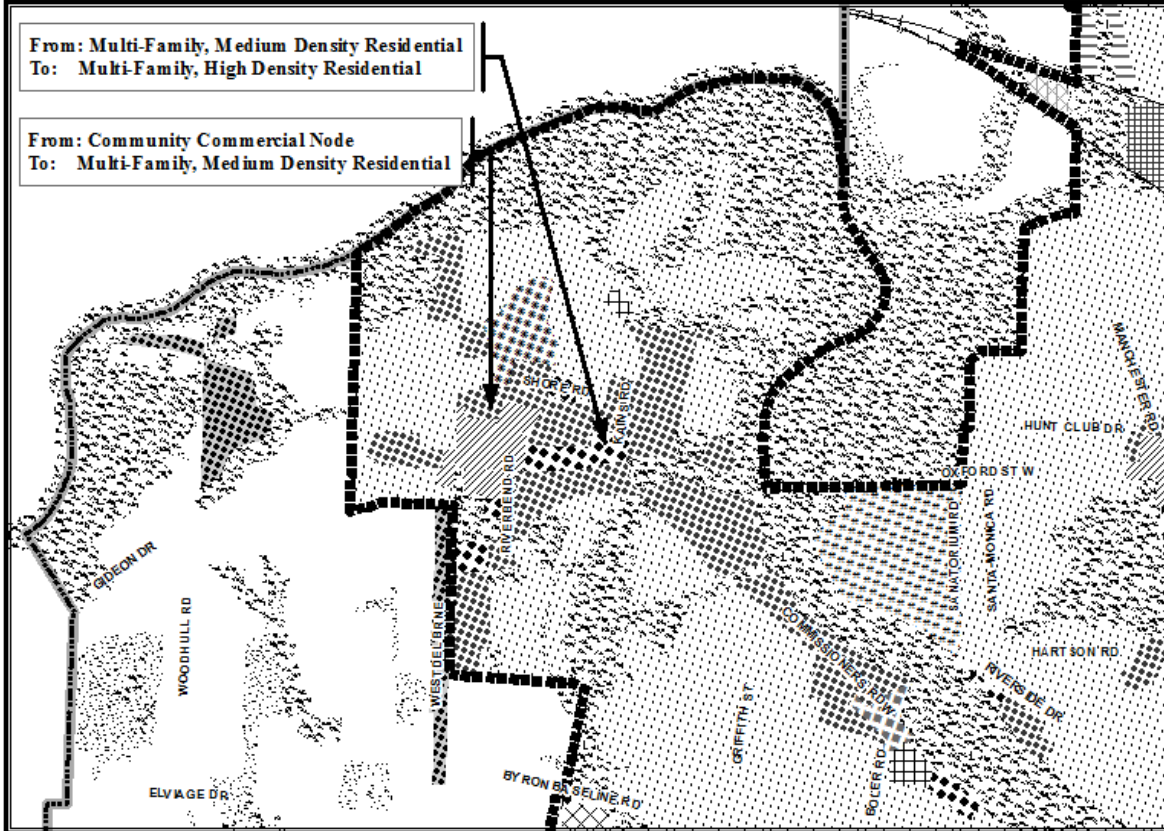 From: Multi-Family, Medium Density Residential
To: Multi-Family, High Density Residential
From: Community Commercial Node
To: Multi-Family, Medium Density Residential
SHORE RD
KAINS RD
MANCHESTER RD
HUNT CLUB DR
OXFORD ST W
RIVERBEND RD
SANATORIUM RD
SANTA MONICA RD
GIDEON DR
WOODHULL RD
WESTDEL BRNE
COMMISSIONERS RD W
HARTSON RD
RIVERSIDE DR
GRIFFITH ST
BOLER RD
BYRON BASELINE RD
ELVIAGE DR